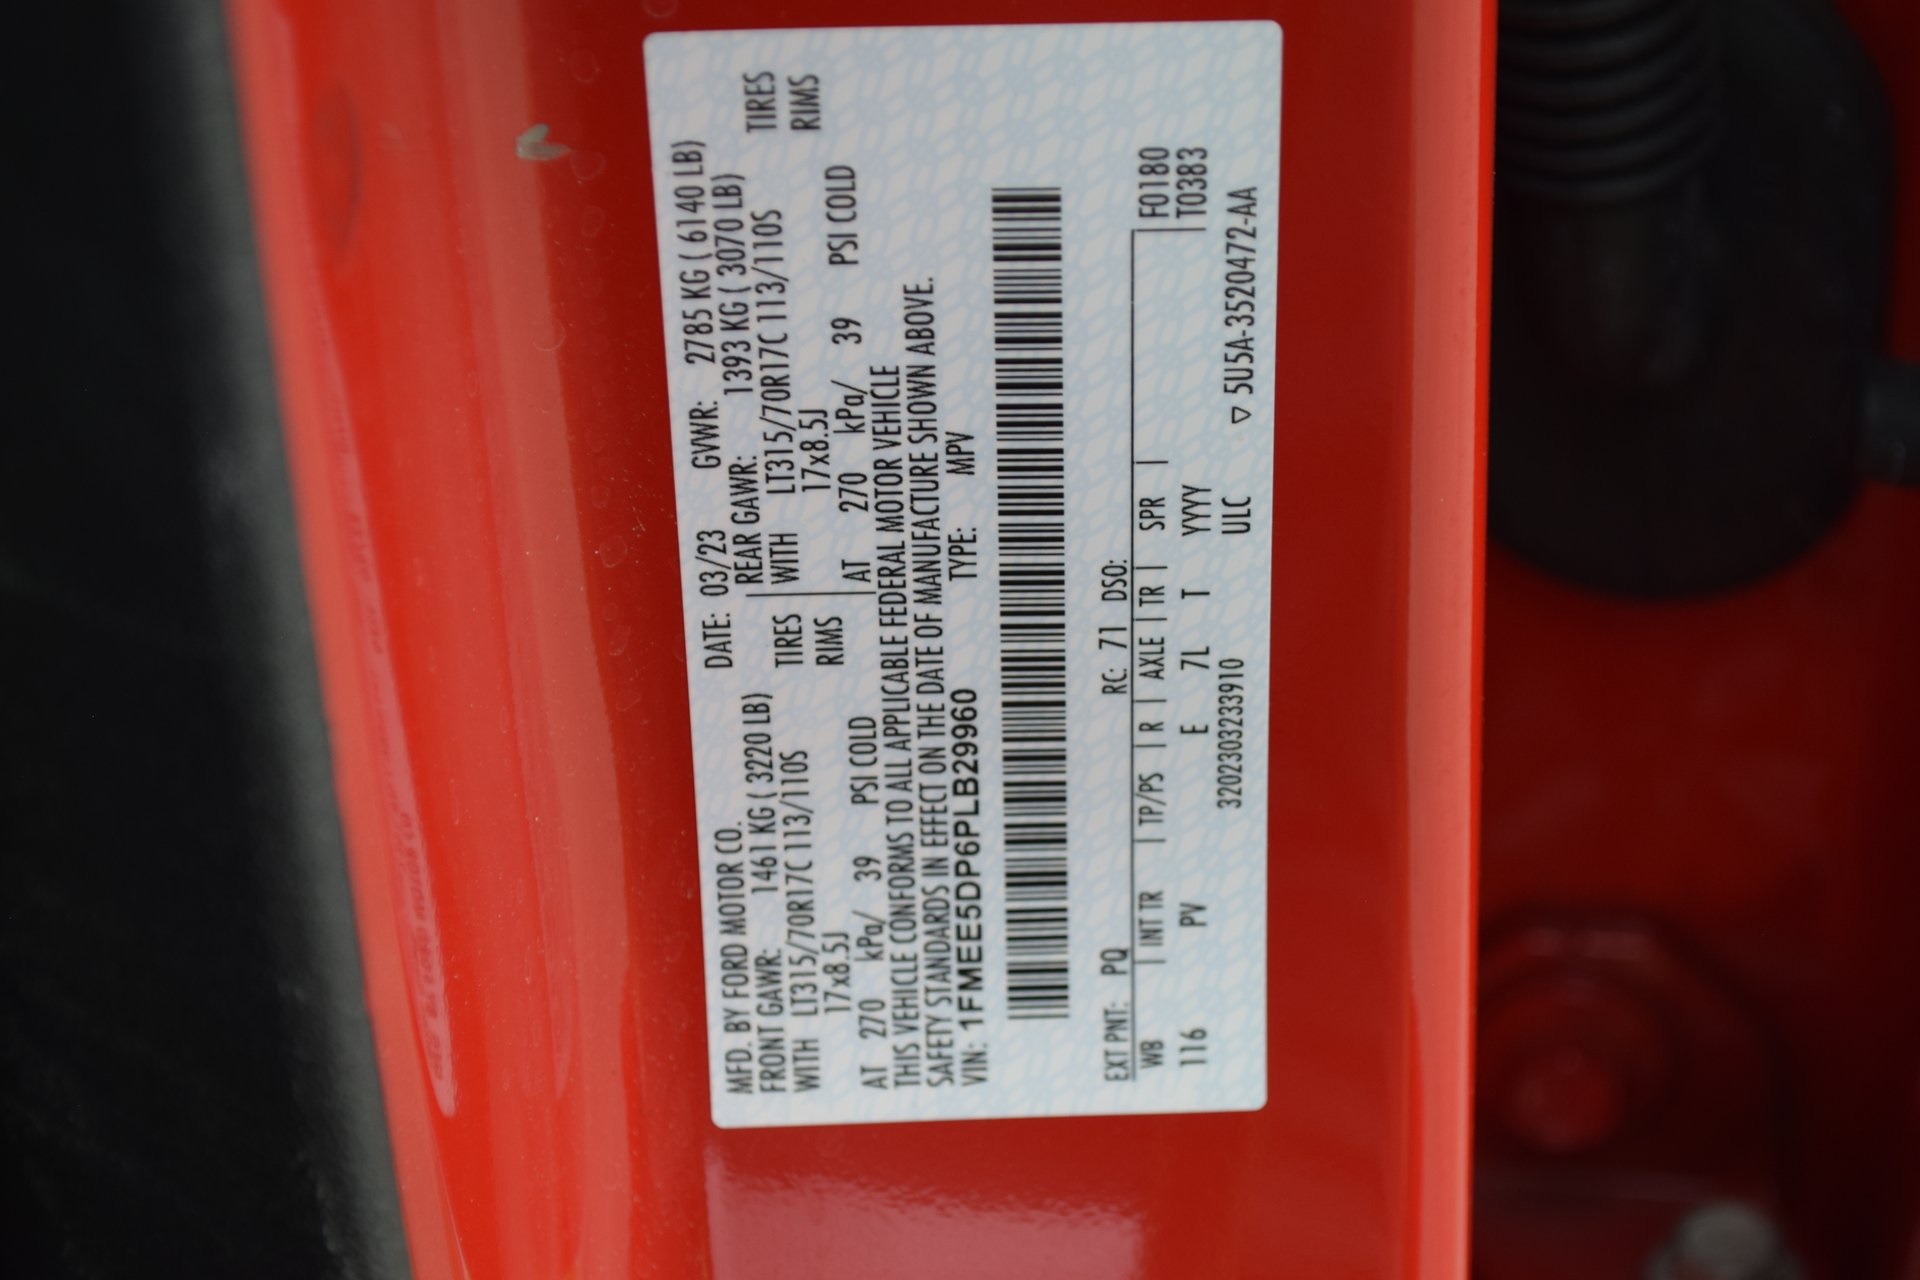 MFD. BY FORD MOTOR CO. DATE: 03/23 GVWR: 2785 KG ( 6140 LB)
FRONT GAWR: 1461 KG ( 3220 LB) REAR GAWR: 1393 KG ( 3070 LB)
WITH LT315/70R17C 113/110S TIRES WITH LT315/70R17C 113/110S TIRES
17x8.5J RIMS 17x8.5J RIMS
AT 270 kPa/ 39 PSI COLD AT 270 kPa/ 39 PSI COLD
THIS VEHICLE CONFORMS TO ALL APPLICABLE FEDERAL MOTOR VEHICLE
SAFETY STANDARDS IN EFFECT ON THE DATE OF MANUFACTURE SHOWN ABOVE.
VIN: 1FMEE5DP6PLB29960 TYPE: MPV
EXT PNT: PQ RC: 71 DSO:
WB | INT TR | TP/PS | R | AXLE | TR | SPR | F0180
116 PV E 7L T YYYY T0383
3202303233910 ULC ▽ 5U5A-3520472-AA